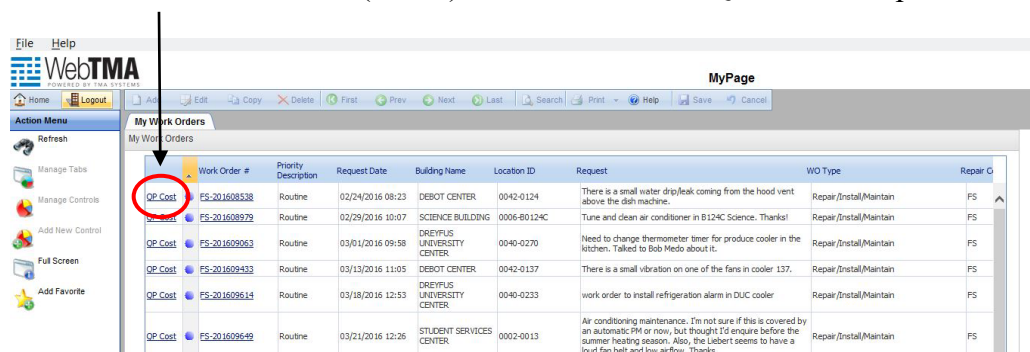 File Help
WebTMA
POWERED BY TMA SYSTEMS
MyPage
Home Logout Add Edit Copy Delete First Prev Next Last Search Print Help Save Cancel
Action Menu
My Work Orders
Refresh
My Work Orders
Manage Tabs
Manage Controls
Add New Control
Full Screen
Add Favorite
Work Order # Priority Description Request Date Building Name Location ID Request WO Type Repair
QP Cost FS-201608538 Routine 02/24/2016 08:23 DEBOT CENTER 0042-0124 There is a small water drip/leak coming from the hood vent above the dish machine. Repair/Install/Maintain FS
QP Cost FS-201608979 Routine 02/29/2016 10:07 SCIENCE BUILDING 0006-B0124C Tune and clean air conditioner in B124C Science. Thanks! Repair/Install/Maintain FS
QP Cost FS-201609063 Routine 03/01/2016 09:58 DREYFUS UNIVERSITY CENTER 0040-0270 Need to change thermometer timer for produce cooler in the kitchen. Talked to Bob Medo about it. Repair/Install/Maintain FS
QP Cost FS-201609433 Routine 03/13/2016 11:05 DEBOT CENTER 0042-0137 There is a small vibration on one of the fans in cooler 137. Repair/Install/Maintain FS
QP Cost FS-201609614 Routine 03/18/2016 12:53 DREYFUS UNIVERSITY CENTER 0040-0233 work order to install refrigeration alarm in DUC cooler Repair/Install/Maintain FS
QP Cost FS-201609649 Routine 03/21/2016 12:26 STUDENT SERVICES CENTER 0002-0013 Air conditioning maintenance. I'm not sure if this is covered by an automatic PM or now, but thought I'd enquire before the summer heating season. Also, the Liebert seems to have a loud fan belt and low airflow. Thanks Repair/Install/Maintain FS